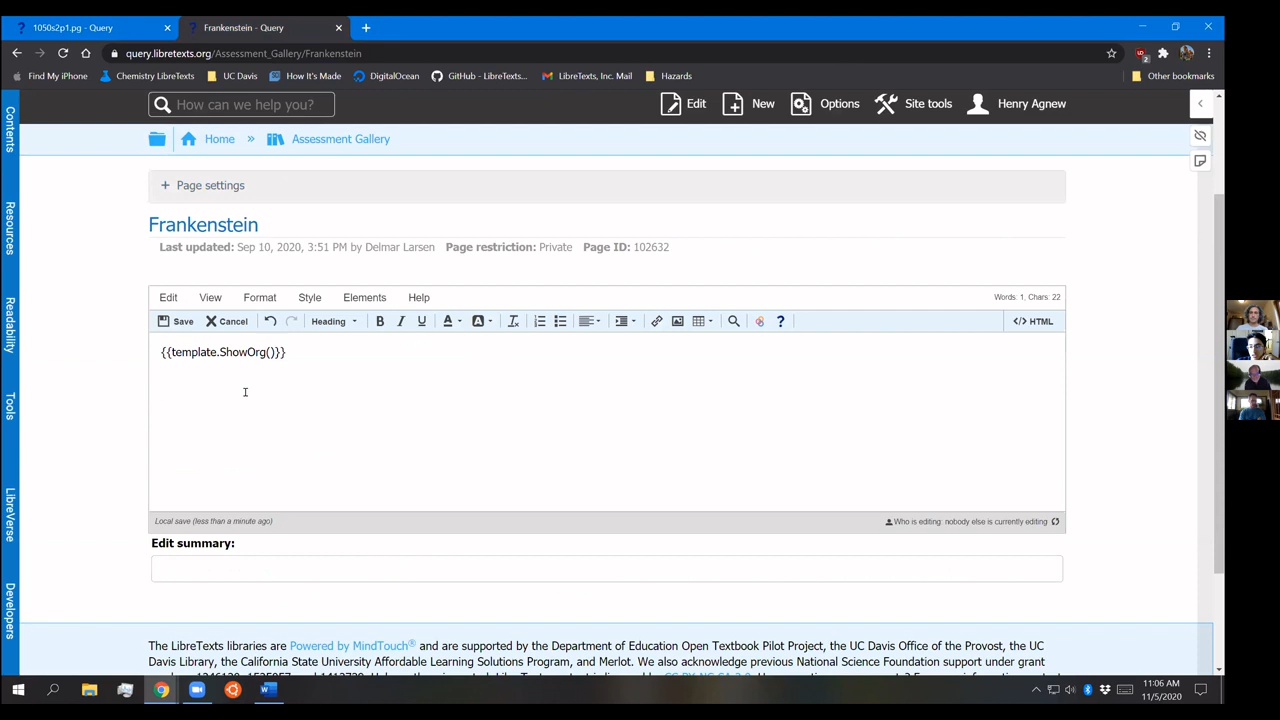 1050s2p1.pg - Query
Frankenstein - Query
query.libretexts.org/Assessment_Gallery/Frankenstein
Find My iPhone
Chemistry LibreTexts
UC Davis
How It's Made
DigitalOcean
GitHub - LibreTexts...
LibreTexts, Inc. Mail
Hazards
Other bookmarks
How can we help you?
Edit
New
Options
Site tools
Henry Agnew
Contents
Resources
Readability
Tools
LibreVerse
Developers
Home » Assessment Gallery
+ Page settings
Frankenstein
Last updated: Sep 10, 2020, 3:51 PM by Delmar Larsen Page restriction: Private Page ID: 102632
Edit View Format Style Elements Help
Words: 1, Chars: 22
Save Cancel Heading B I U A A ? </> HTML
{{template.ShowOrg()}}
Local save (less than a minute ago)
Who is editing: nobody else is currently editing
Edit summary:
The LibreTexts libraries are Powered by MindTouch® and are supported by the Department of Education Open Textbook Pilot Project, the UC Davis Office of the Provost, the UC
Davis Library, the California State University Affordable Learning Solutions Program, and Merlot. We also acknowledge previous National Science Foundation support under grant
11:06 AM
11/5/2020